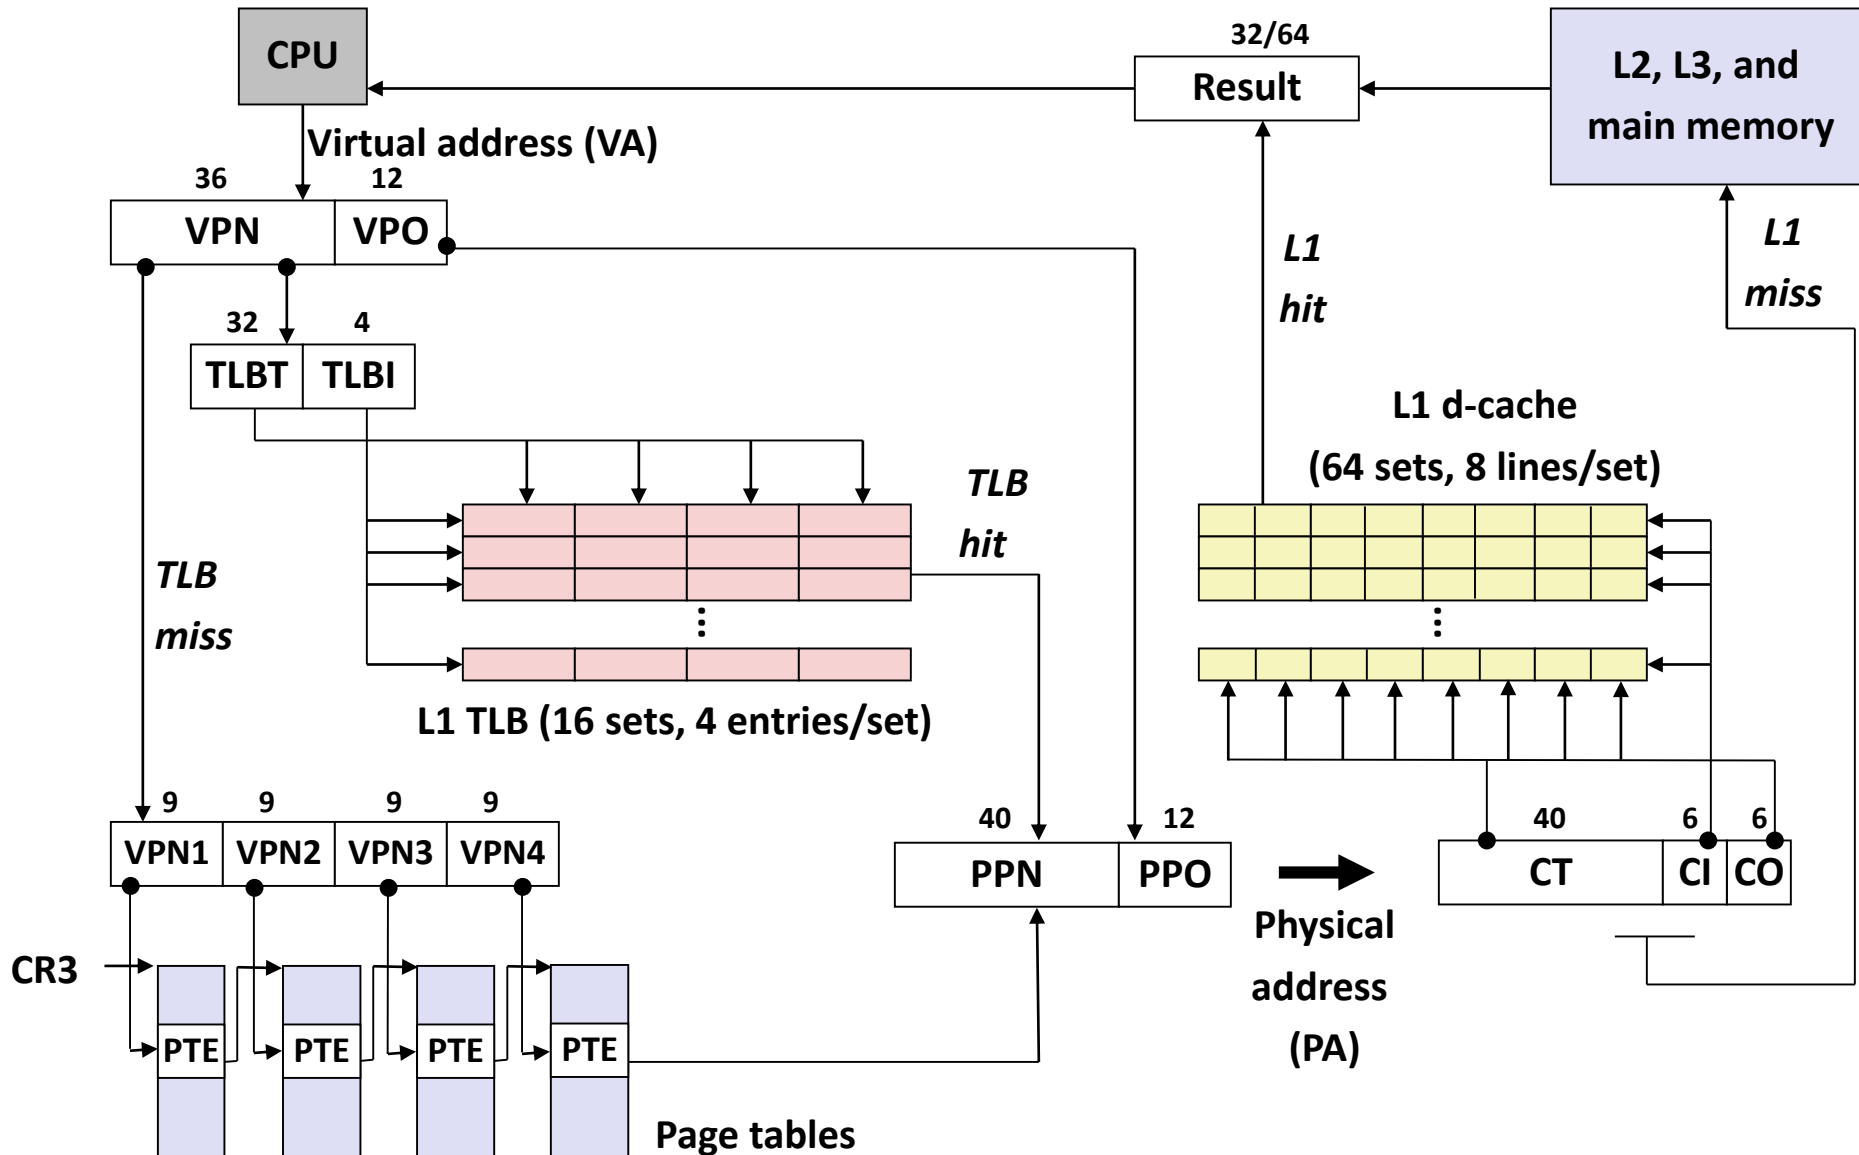 CPU
32/64
Result
L2, L3, and
main memory
Virtual address (VA)
36 12
VPN VPO
L1
hit
L1
miss
32 4
TLBT TLBI
L1 d-cache
(64 sets, 8 lines/set)
TLB
hit
TLB
miss
...
...
L1 TLB (16 sets, 4 entries/set)
9 9 9 9
VPN1 VPN2 VPN3 VPN4
40 12
PPN PPO
40 6 6
CT CI CO
Physical
address
(PA)
CR3
PTE PTE PTE PTE
Page tables